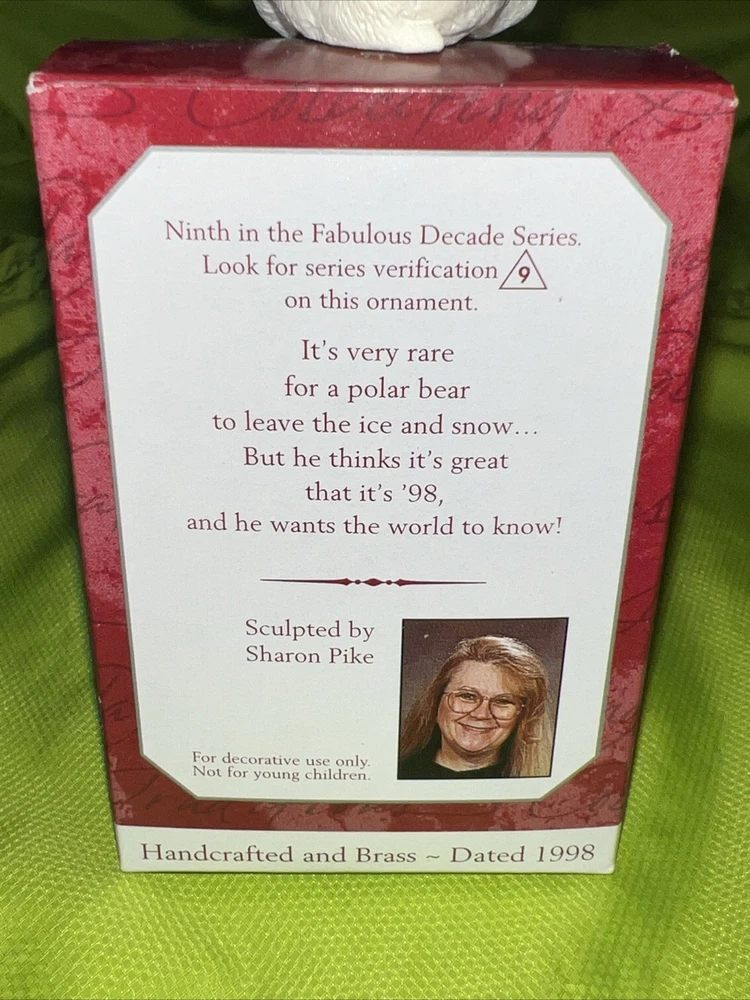 Ninth in the Fabulous Decade Series.
Look for series verification 9
on this ornament.
It's very rare
for a polar bear
to leave the ice and snow...
But he thinks it's great
that it's '98,
and he wants the world to know!
Sculpted by
Sharon Pike
For decorative use only.
Not for young children.
Handcrafted and Brass ~ Dated 1998